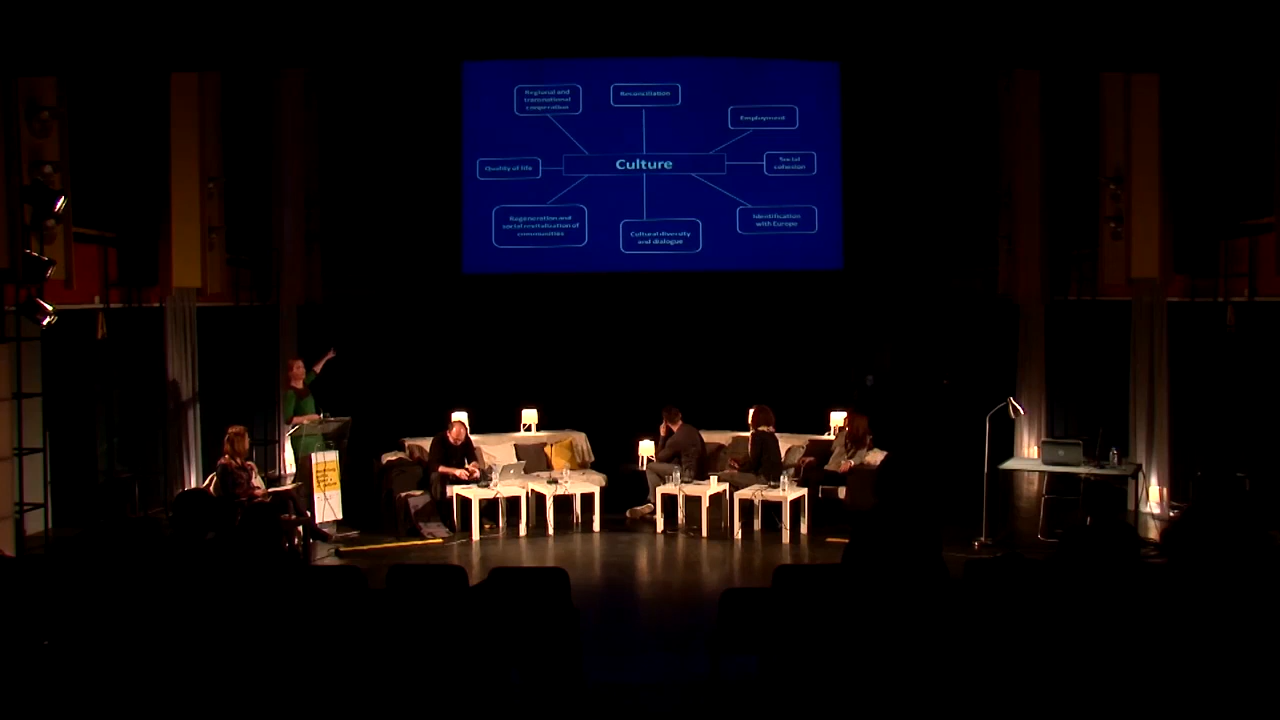 Regional and
transnational
cooperation
Reconciliation
Employment
Quality of life
Culture
Social
cohesion
Regeneration and
social revitalisation of
communities
Cultural diversity
and dialogue
Identification
with Europe